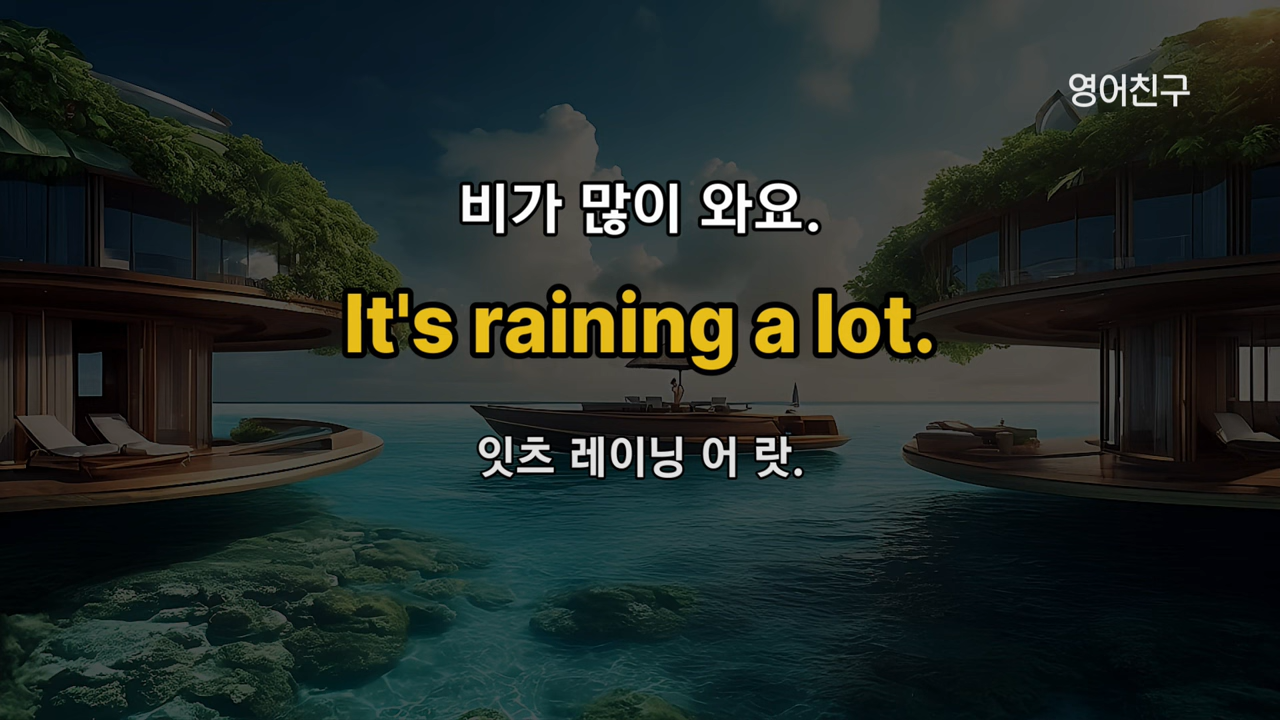 영어친구
비가 많이 와요.
It's raining a lot.
잇츠 레이닝 어 랏.